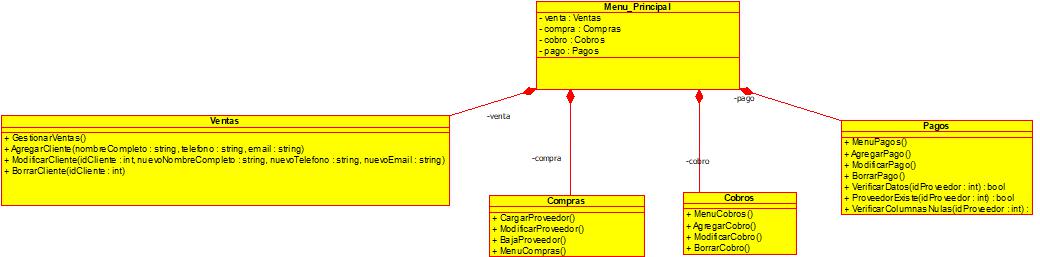 Menu_Principal
- venta : Ventas
- compra : Compras
- cobro : Cobros
- pago : Pagos
-venta
-compra
-cobro
-pago
Ventas
+ GestionarVentas()
+ AgregarCliente(nombreCompleto : string, telefono : string, email : string)
+ ModificarCliente(idCliente : int, nuevoNombreCompleto : string, nuevoTelefono : string, nuevoEmail : string)
+ BorrarCliente(idCliente : int)
Compras
+ CargarProveedor()
+ ModificarProveedor()
+ BajaProveedor()
+ MenuCompras()
Cobros
+ MenuCobros()
+ AgregarCobro()
+ ModificarCobro()
+ BorrarCobro()
Pagos
+ MenuPagos()
+ AgregarPago()
+ ModificarPago()
+ BorrarPago()
+ VerificarDatos(idProveedor : int) : bool
+ ProveedorExiste(idProveedor : int) : bool
+ VerificarColumnasNulas(idProveedor : int) :